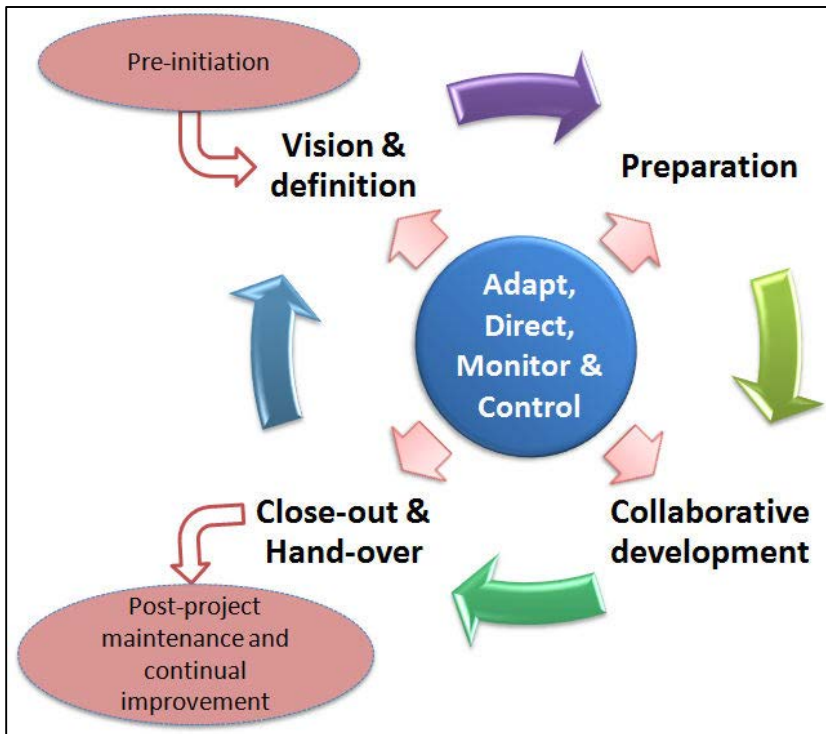 Pre-initiation
Vision &
definition
Preparation
Adapt,
Direct,
Monitor &
Control
Close-out &
Hand-over
Collaborative
development
Post-project
maintenance and
continual
improvement